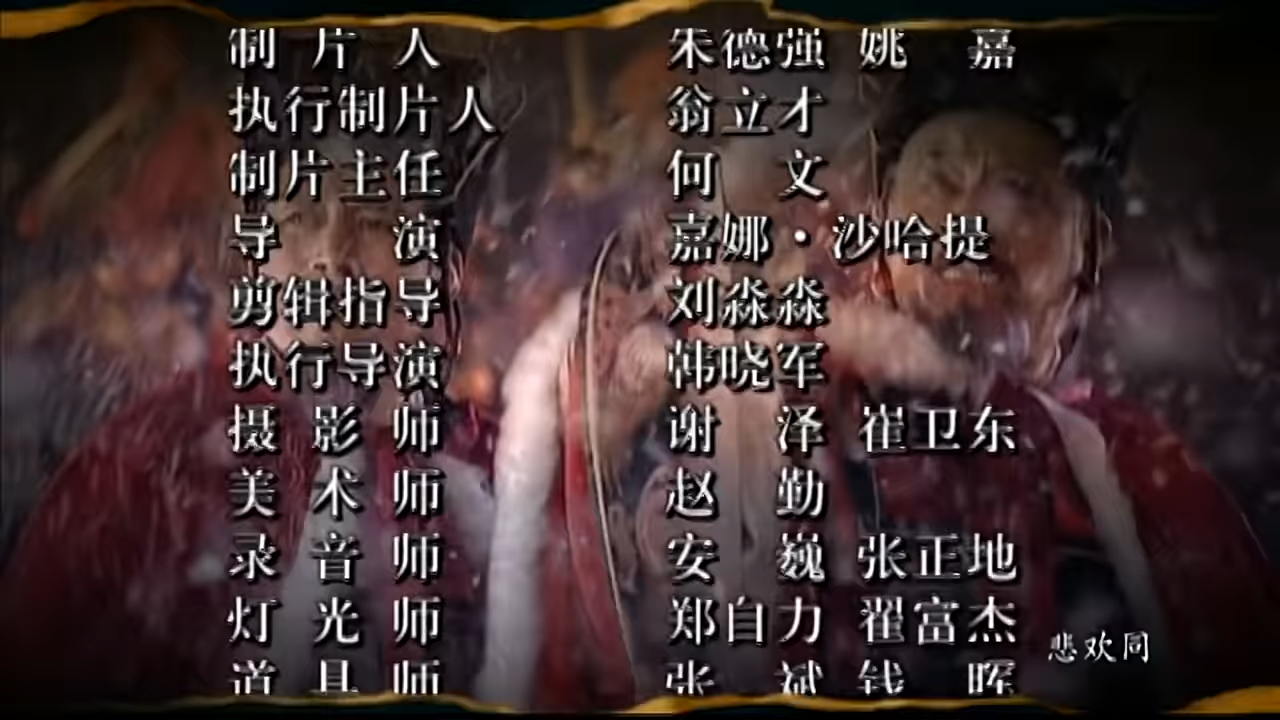 制片人 朱德强 姚嘉
执行制片人 翁立才
制片主任 何文
导演 嘉娜·沙哈提
剪辑指导 刘淼淼
执行导演 韩晓军
摄影师 谢泽 崔卫东
美术师 赵勤
录音师 安巍 张正地
灯光师 郑自力 翟富杰
道具师 张斌 钱晖
悲欢同